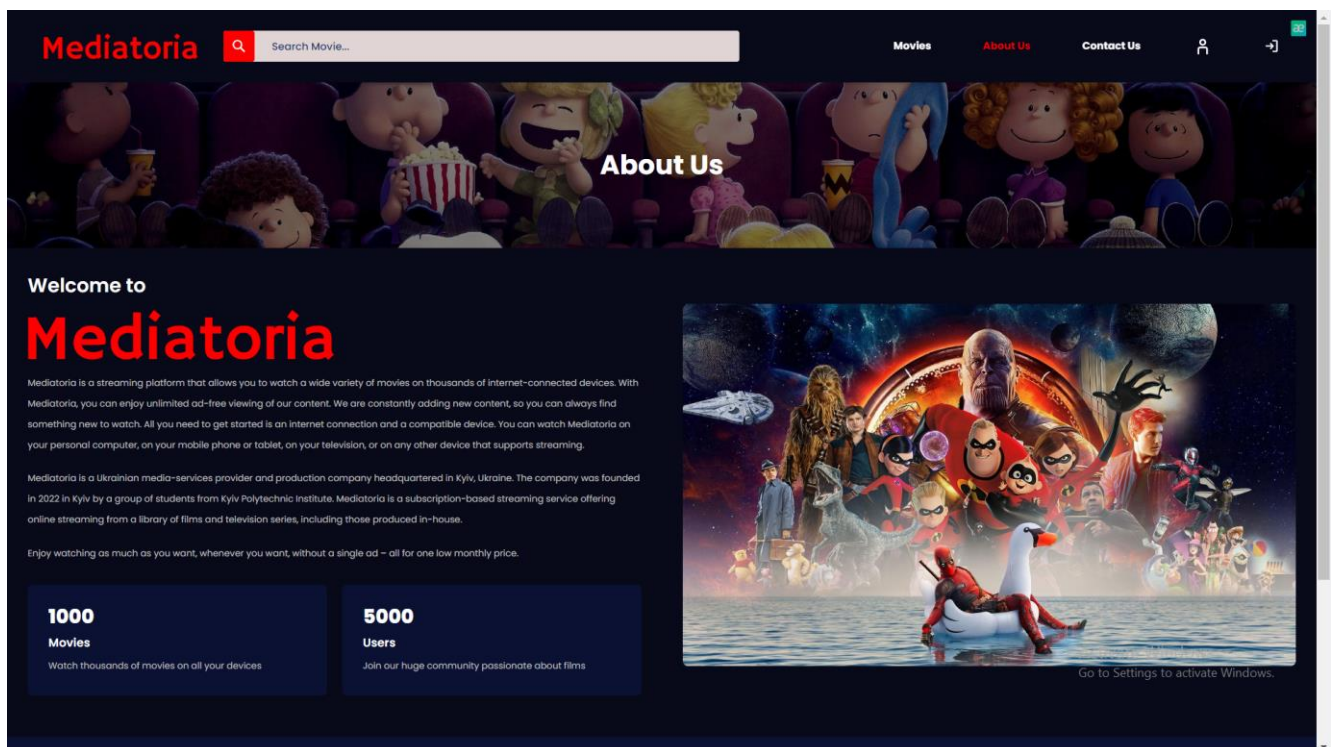 Mediatoria
Search Movie...
Movies
About Us
Contact Us
æ
About Us
Welcome to
Mediatoria
Mediatoria is a streaming platform that allows you to watch a wide variety of movies on thousands of internet-connected devices. With
Mediatoria, you can enjoy unlimited ad-free viewing of our content. We are constantly adding new content, so you can always find
something new to watch. All you need to get started is an internet connection and a compatible device. You can watch Mediatoria on
your personal computer, on your mobile phone or tablet, on your television, or on any other device that supports streaming.
Mediatoria is a Ukrainian media-services provider and production company headquartered in Kyiv, Ukraine. The company was founded
in 2022 in Kyiv by a group of students from Kyiv Polytechnic Institute. Mediatoria is a subscription-based streaming service offering
online streaming from a library of films and television series, including those produced in-house.
Enjoy watching as much as you want, whenever you want, without a single ad – all for one low monthly price.
1000
Movies
Watch thousands of movies on all your devices
5000
Users
Join our huge community passionate about films
Go to Settings to activate Windows.